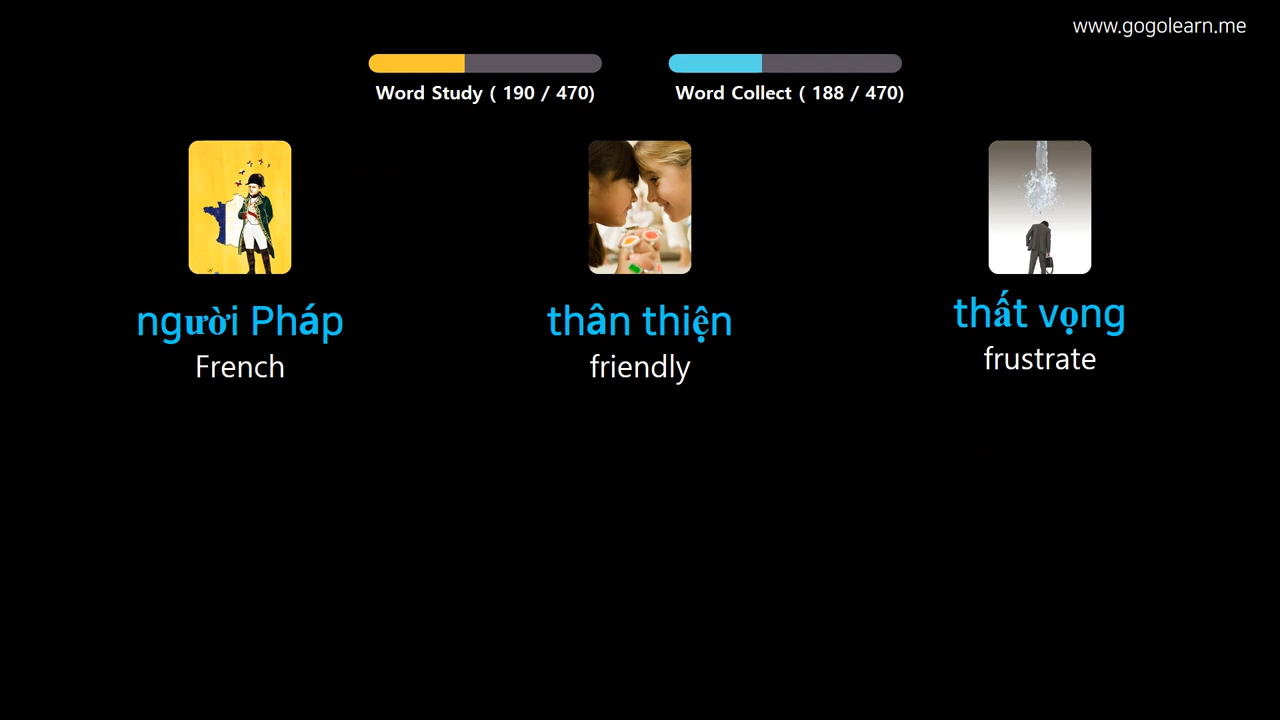 www.gogolearn.me
Word Study ( 190 / 470)
Word Collect ( 188 / 470)
người Pháp
French
thân thiện
friendly
thất vọng
frustrate